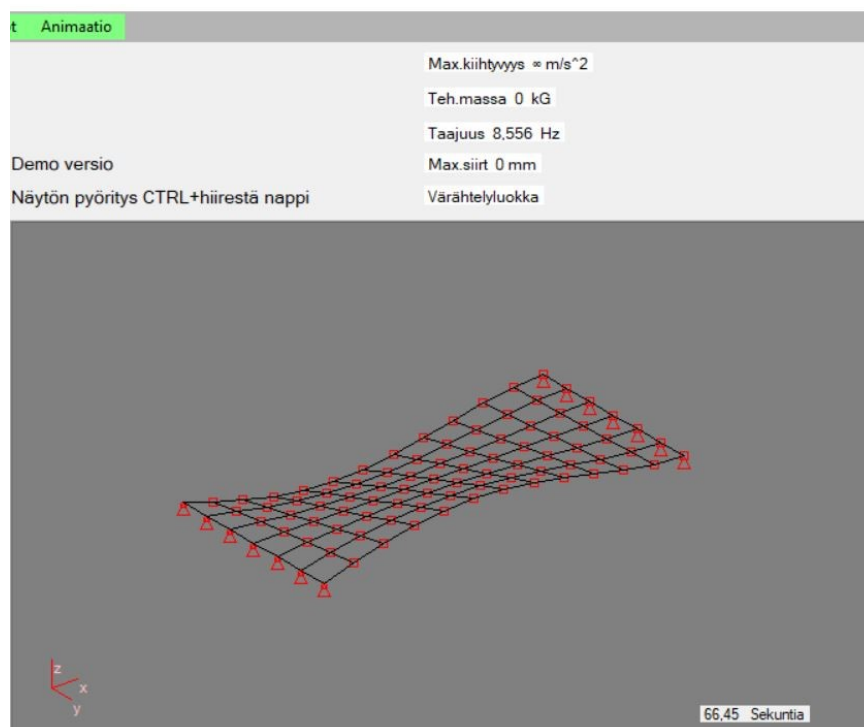 t Animaatio
Max.kiihtyvyys ∞ m/s^2
Teh.massa 0 kG
Taajuus 8,556 Hz
Demo versio Max.siirt 0 mm
Näytön pyöritys CTRL+hiirestä nappi Värähtelyluokka
z
x
y
66,45 Sekuntia